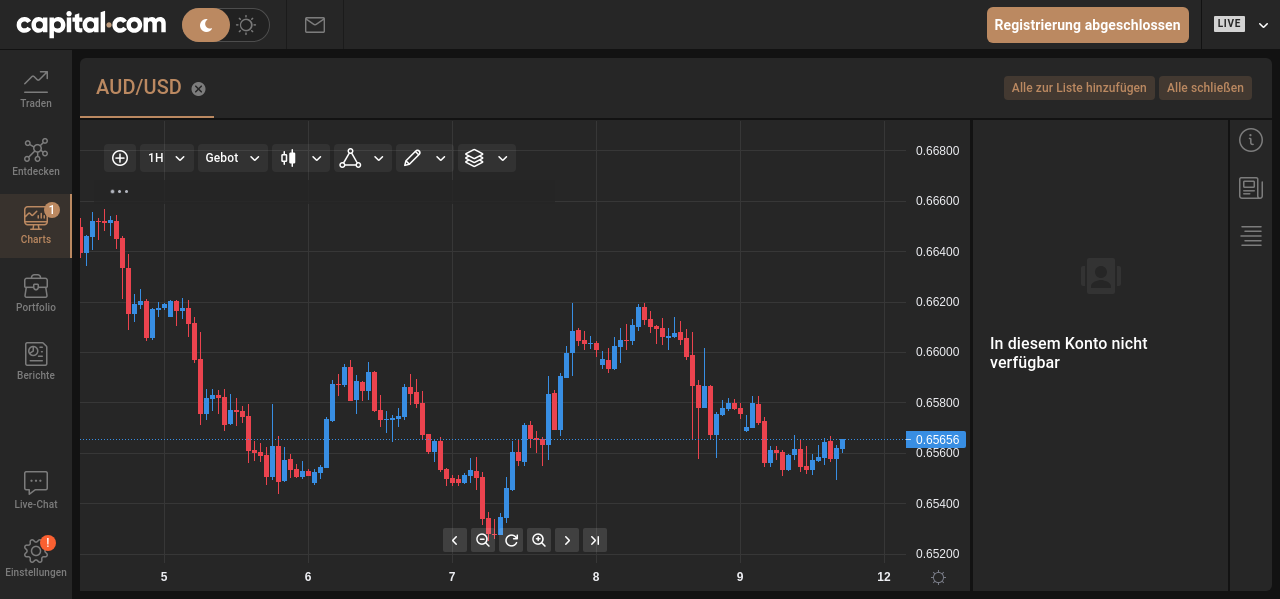 capital.com
Registrierung abgeschlossen
LIVE
Traden
Entdecken
1
Charts
Portfolio
Berichte
Live-Chat
!
Einstellungen
AUD/USD
Alle zur Liste hinzufügen
Alle schließen
1H
Gebot
0.66800
0.66600
0.66400
0.66200
0.66000
0.65800
0.65656
0.65600
0.65400
0.65200
5 6 7 8 9 12
In diesem Konto nicht
verfügbar